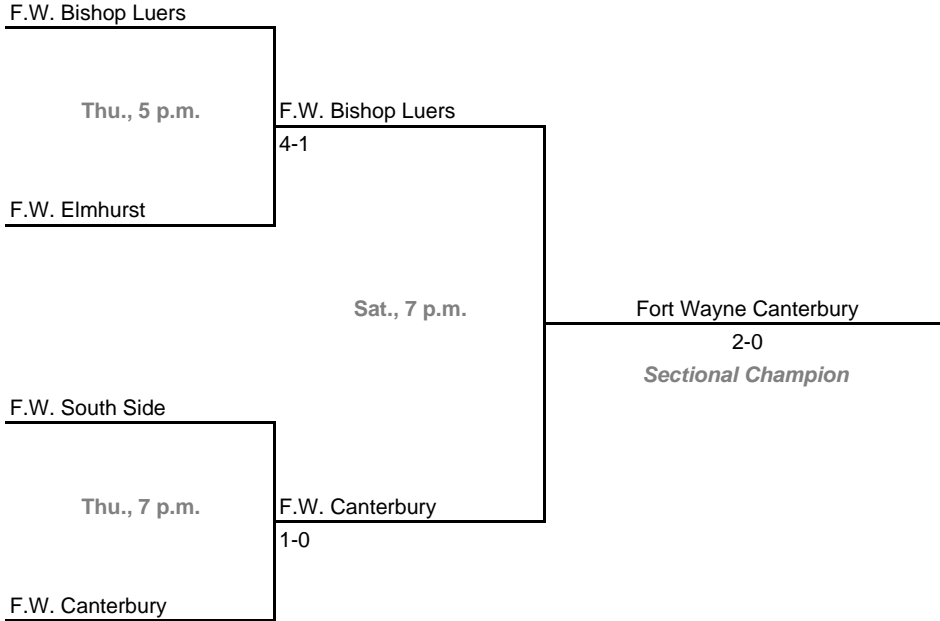 F.W. Bishop Luers
Thu., 5 p.m.
F.W. Bishop Luers
4-1
F.W. Elmhurst
Sat., 7 p.m.
Fort Wayne Canterbury
2-0
Sectional Champion
F.W. South Side
Thu., 7 p.m.
F.W. Canterbury
1-0
F.W. Canterbury